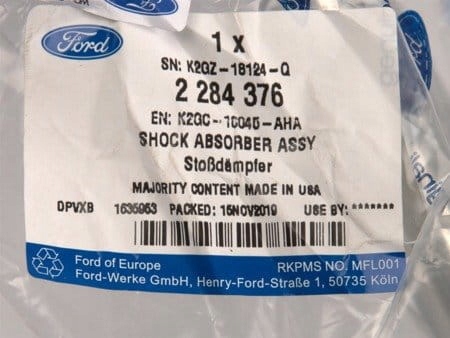 Ford
1 x
SN: K2GZ-18124-Q
2 284 376
EN: K2GC-18045-AHA
SHOCK ABSORBER ASSY
Stoßdämpfer
MAJORITY CONTENT MADE IN USA
DPVXB 1635953 PACKED: 15NOV2019 USE BY: *******
Ford of Europe RKPMS NO. MFL001
Ford-Werke GmbH, Henry-Ford-Straße 1, 50735 Köln